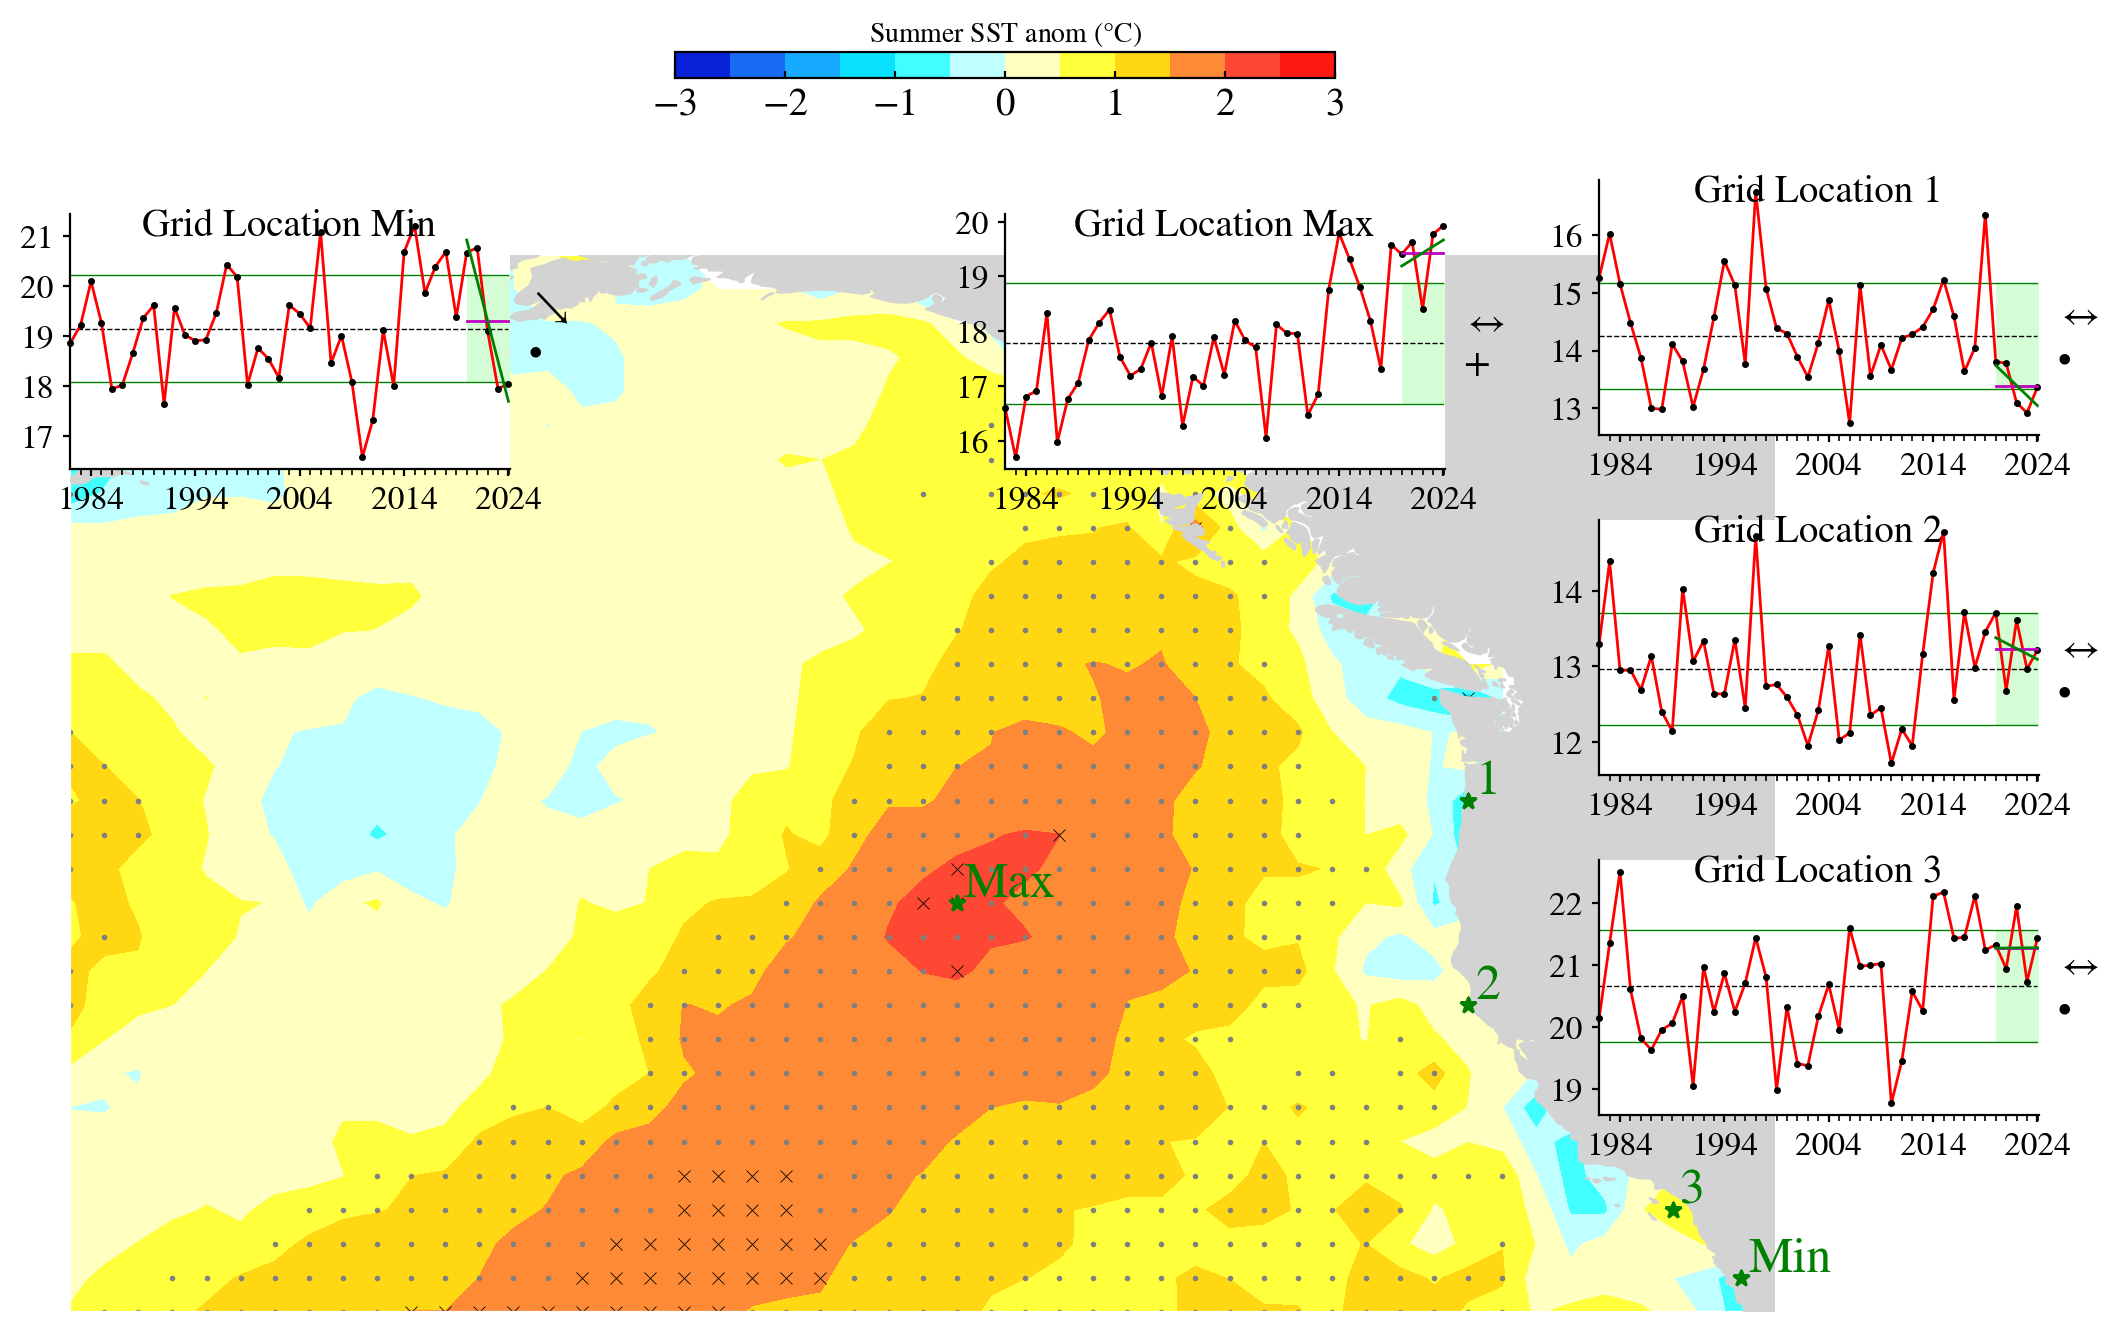 Summer SST anom (°C)
−3 −2 −1 0 1 2 3
Grid Location Min
21
20
19
18
17
1984 1994 2004 2014 2024
Grid Location Max
20
19
18
17
16
1984 1994 2004 2014 2024
+
Grid Location 1
16
15
14
13
1984 1994 2004 2014 2024
Grid Location 2
14
13
12
1984 1994 2004 2014 2024
Grid Location 3
22
21
20
19
1984 1994 2004 2014 2024
1
Max
2
3
Min